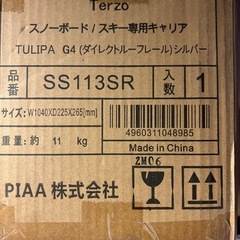 Terzo
スノーボード / スキー専用キャリア
TULIPA G4 (ダイレクトルーフレール)シルバー
品番 SS113SR 入数 1
サイズ: W1040XD225X265(mm)
重量: 約 11 kg
4960311048985
Made in China
2M06
PIAA 株式会社